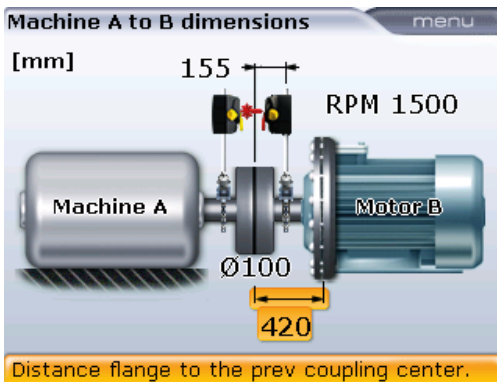 Machine A to B dimensions
menu
[mm]
155
RPM 1500
Machine A
Motor B
Ø100
420
Distance flange to the prev coupling center.